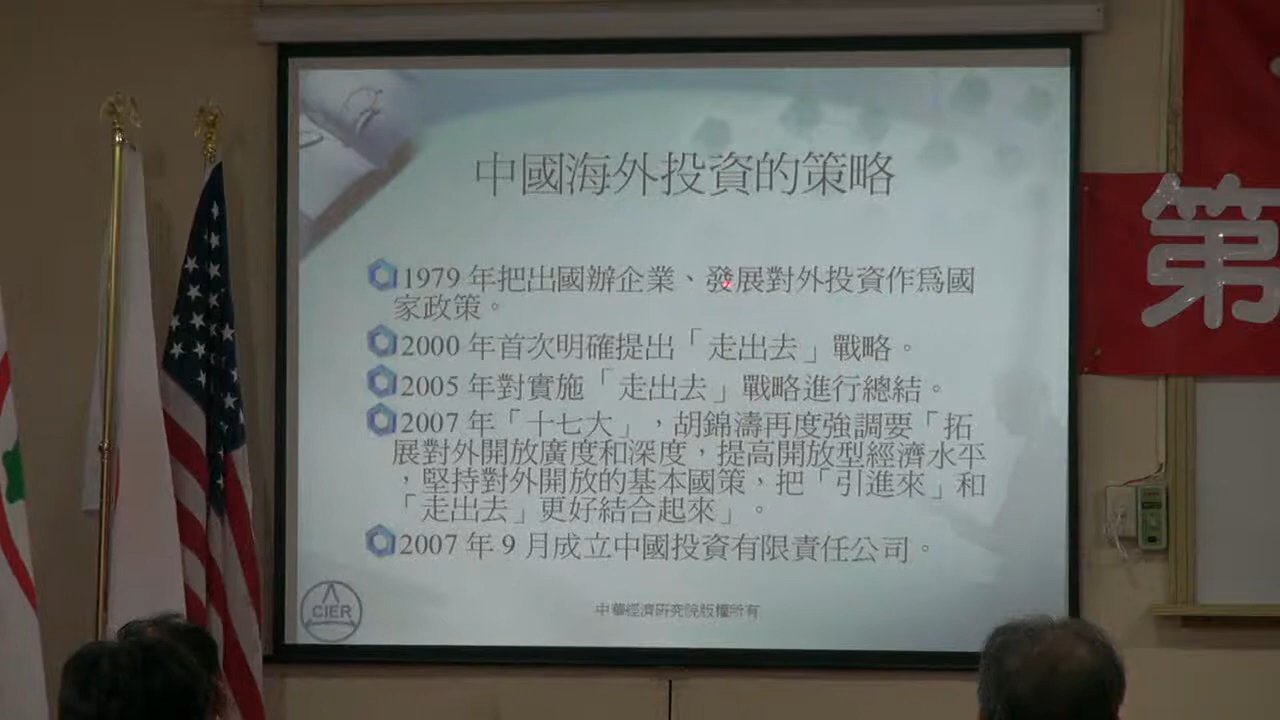 中國海外投資的策略
1979 年把出國辦企業、發展對外投資作爲國
家政策。
2000 年首次明確提出「走出去」戰略。
2005 年對實施「走出去」戰略進行總結。
2007 年「十七大」，胡錦濤再度強調要「拓
展對外開放廣度和深度，提高開放型經濟水平
，堅持對外開放的基本國策，把「引進來」和
「走出去」更好結合起來」。
2007 年 9 月成立中國投資有限責任公司。
CIER
中華經濟研究院版權所有
第